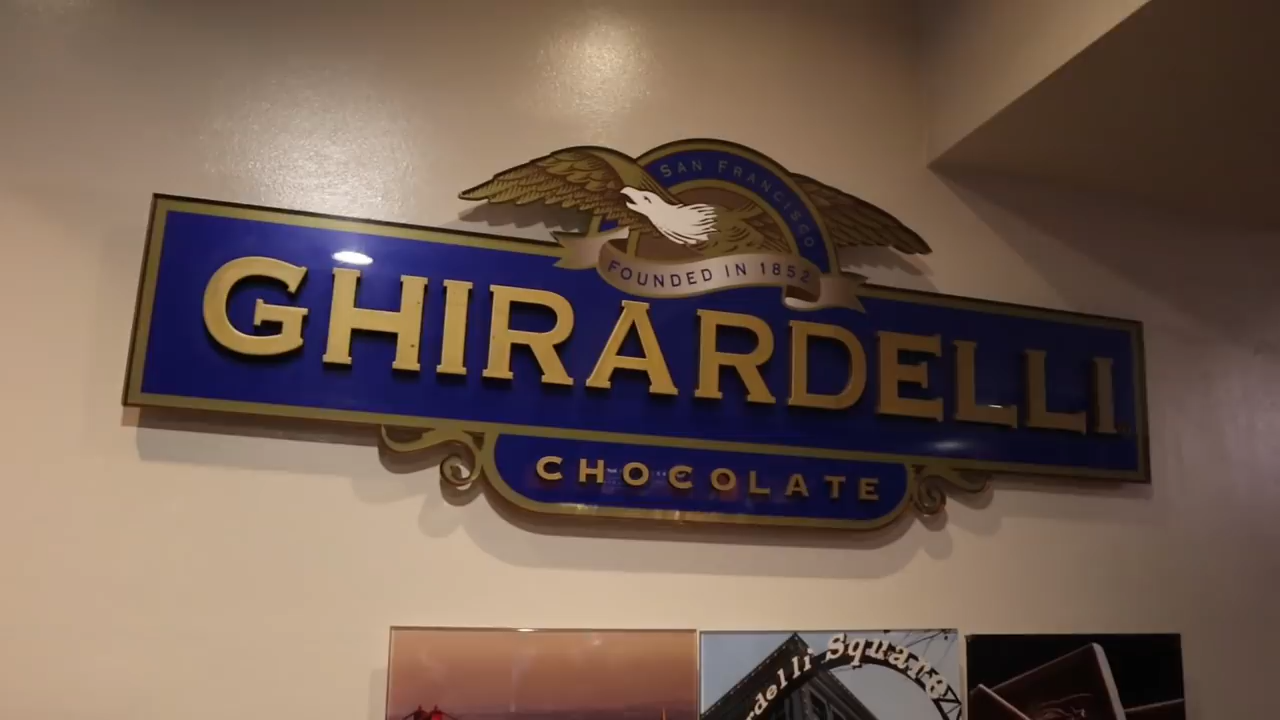 SAN FRANCISCO
FOUNDED IN 1852
GHIRARDELLI
CHOCOLATE
rdelli Square